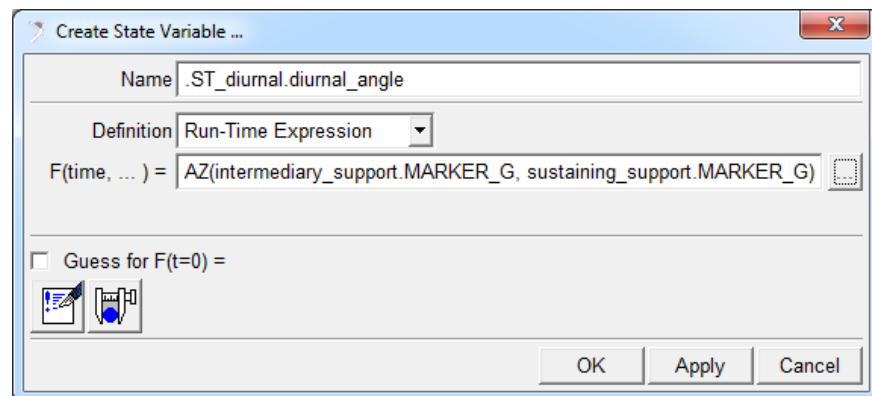 Create State Variable ...
Name .ST_diurnal.diurnal_angle
Definition Run-Time Expression
F(time, ... ) = AZ(intermediary_support.MARKER_G, sustaining_support.MARKER_G) ...
Guess for F(t=0) =
OK Apply Cancel